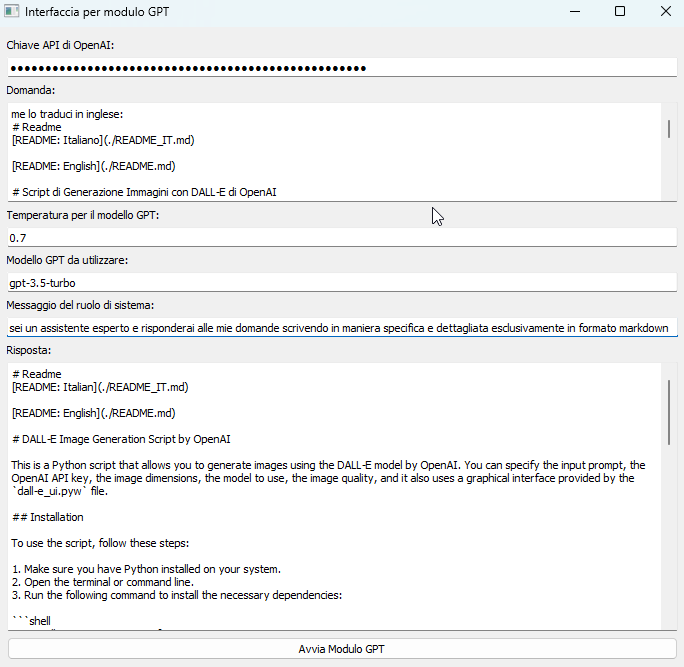 Interfaccia per modulo GPT
Chiave API di OpenAI:
●●●●●●●●●●●●●●●●●●●●●●●●●●●●●●●●●●●●●●●●●●●●●●●●●●●
Domanda:
me lo traduci in inglese:
# Readme
[README: Italiano](./README_IT.md)
[README: English](./README.md)
# Script di Generazione Immagini con DALL-E di OpenAI
Temperatura per il modello GPT:
0.7
Modello GPT da utilizzare:
gpt-3.5-turbo
Messaggio del ruolo di sistema:
sei un assistente esperto e risponderai alle mie domande scrivendo in maniera specifica e dettagliata esclusivamente in formato markdown
Risposta:
# Readme
[README: Italian](./README_IT.md)
[README: English](./README.md)
# DALL-E Image Generation Script by OpenAI
This is a Python script that allows you to generate images using the DALL-E model by OpenAI. You can specify the input prompt, the
OpenAI API key, the image dimensions, the model to use, the image quality, and it also uses a graphical interface provided by the
`dall-e_ui.pyw` file.
## Installation
To use the script, follow these steps:
1. Make sure you have Python installed on your system.
2. Open the terminal or command line.
3. Run the following command to install the necessary dependencies:
```shell
Avvia Modulo GPT